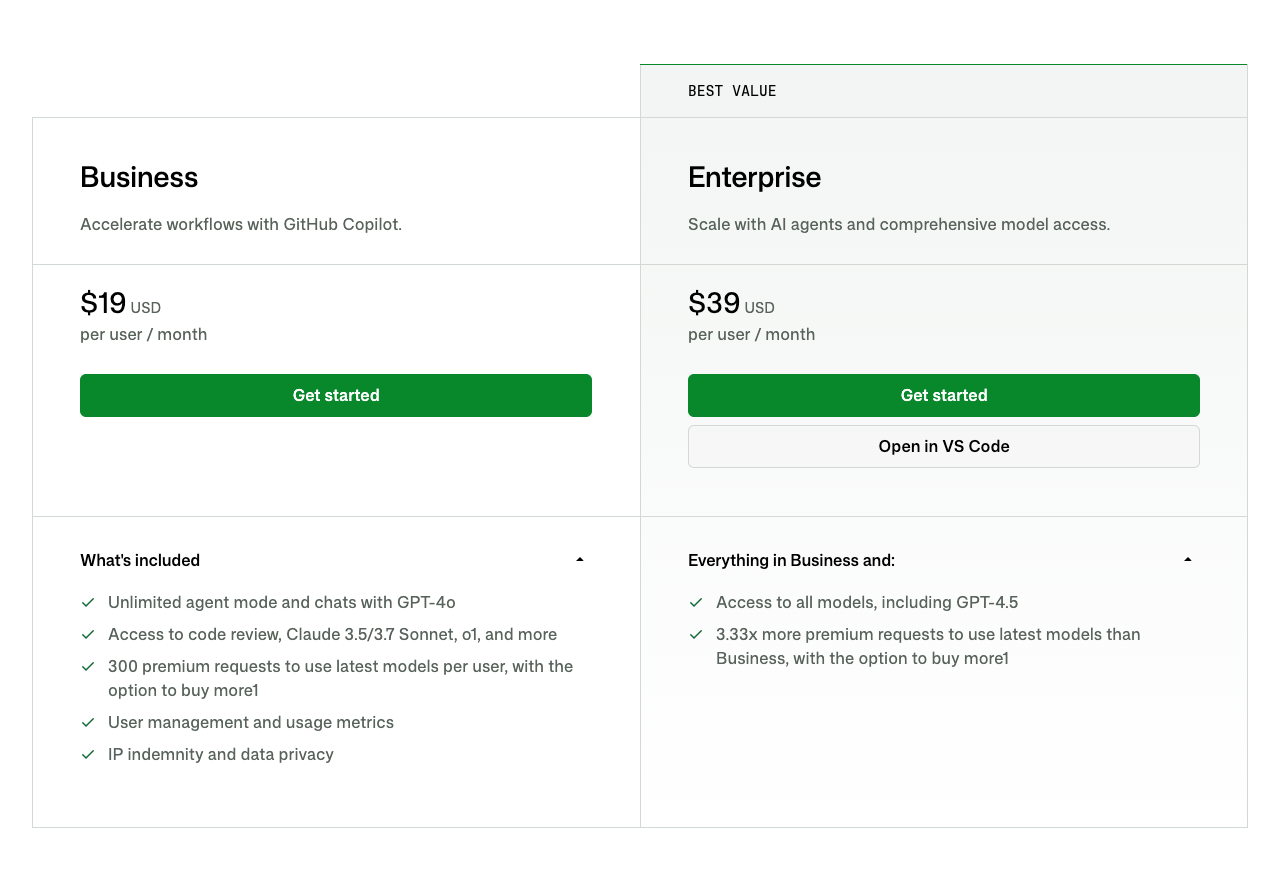 BEST VALUE
Business
Accelerate workflows with GitHub Copilot.
$19 USD
per user / month
Get started
What's included
Unlimited agent mode and chats with GPT-4o
Access to code review, Claude 3.5/3.7 Sonnet, o1, and more
300 premium requests to use latest models per user, with the
option to buy more1
User management and usage metrics
IP indemnity and data privacy
Enterprise
Scale with AI agents and comprehensive model access.
$39 USD
per user / month
Get started
Open in VS Code
Everything in Business and:
Access to all models, including GPT-4.5
3.33x more premium requests to use latest models than
Business, with the option to buy more1